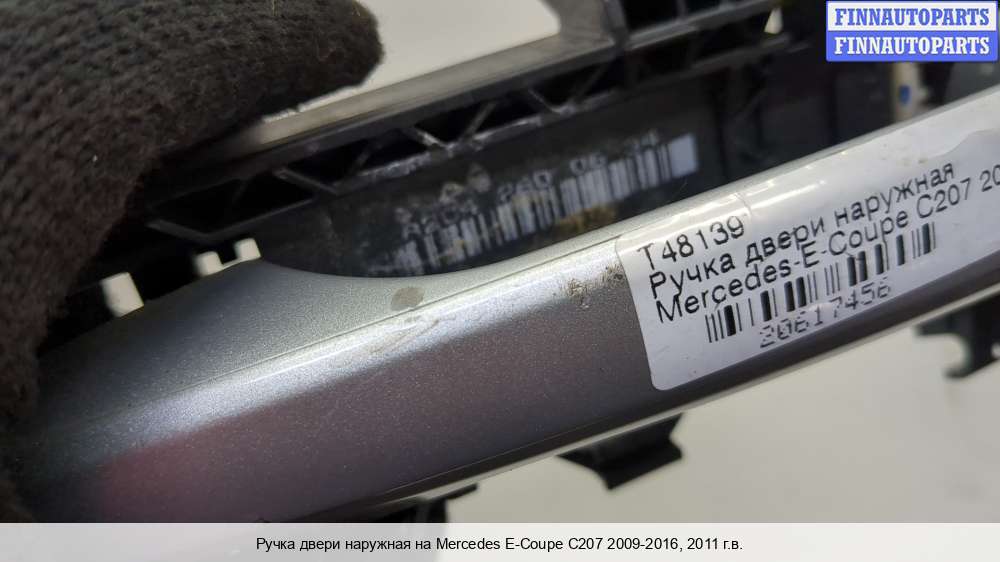 FINNAUTOPARTS
FINNAUTOPARTS
T48139
Ручка двери наружная
Mercedes-E-Coupe C207 20
20617456
Ручка двери наружная на Mercedes E-Coupe C207 2009-2016, 2011 г.в.